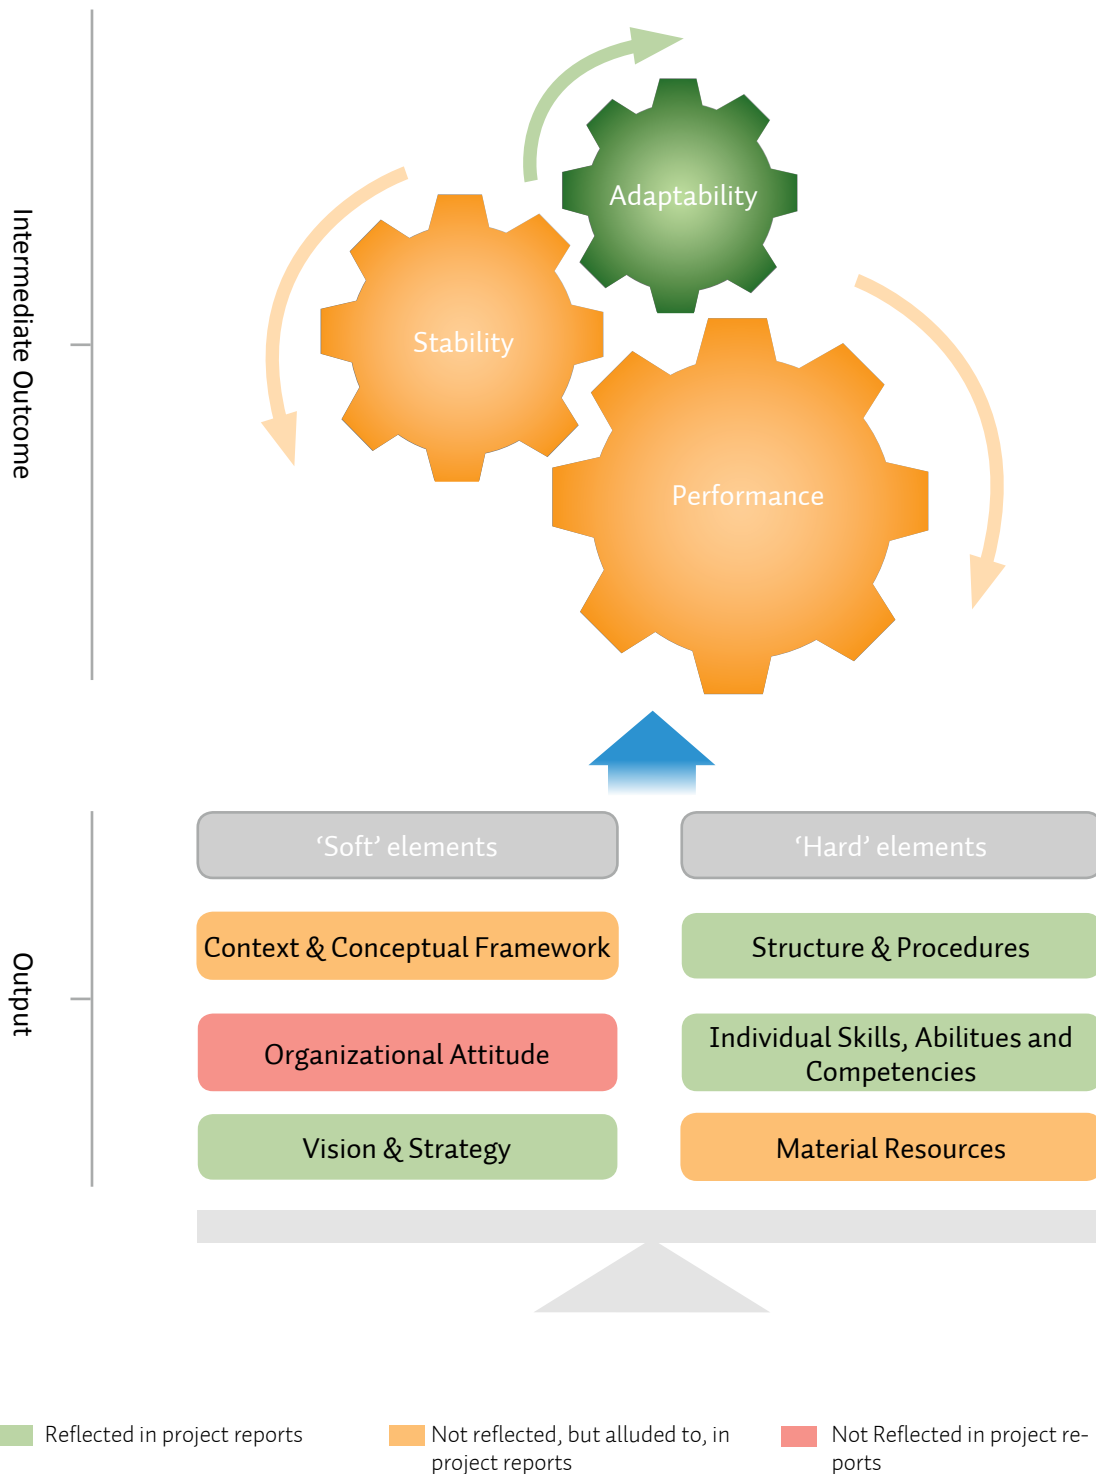 Intermediate Outcome
Adaptability
Stability
Performance
Output
‘Soft’ elements
‘Hard’ elements
Context & Conceptual Framework
Structure & Procedures
Organizational Attitude
Individual Skills, Abilitues and
Competencies
Vision & Strategy
Material Resources
Reflected in project reports
Not reflected, but alluded to, in
project reports
Not Reflected in project re-
ports